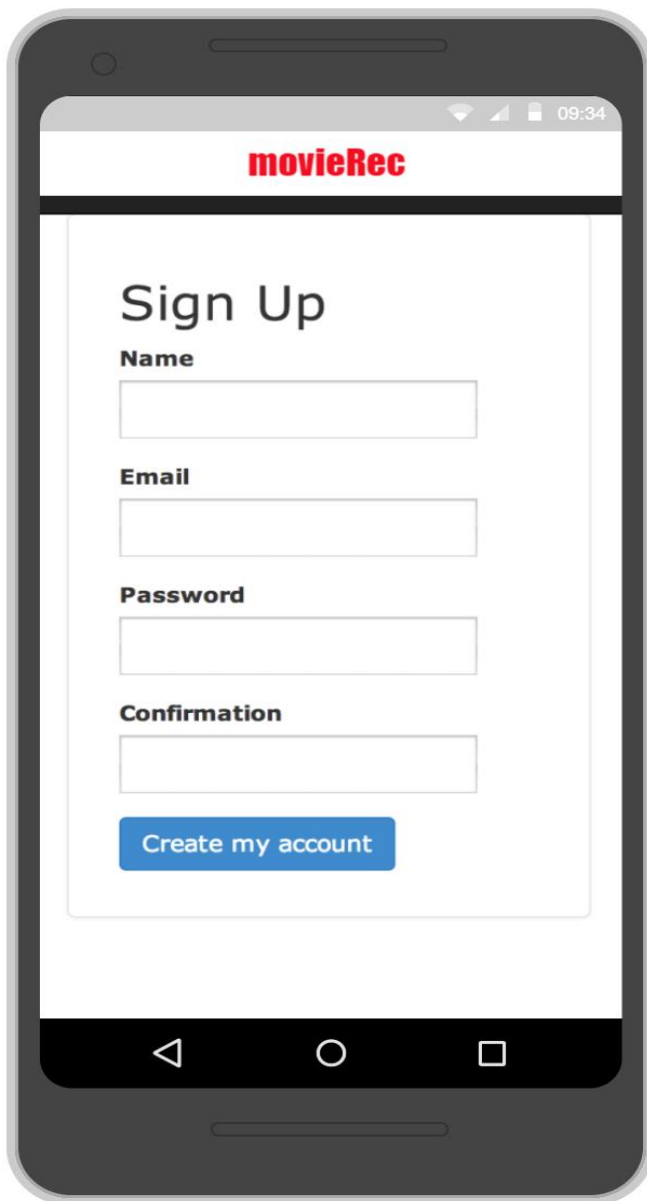 09:34
movieRec
Sign Up
Name
Email
Password
Confirmation
Create my account